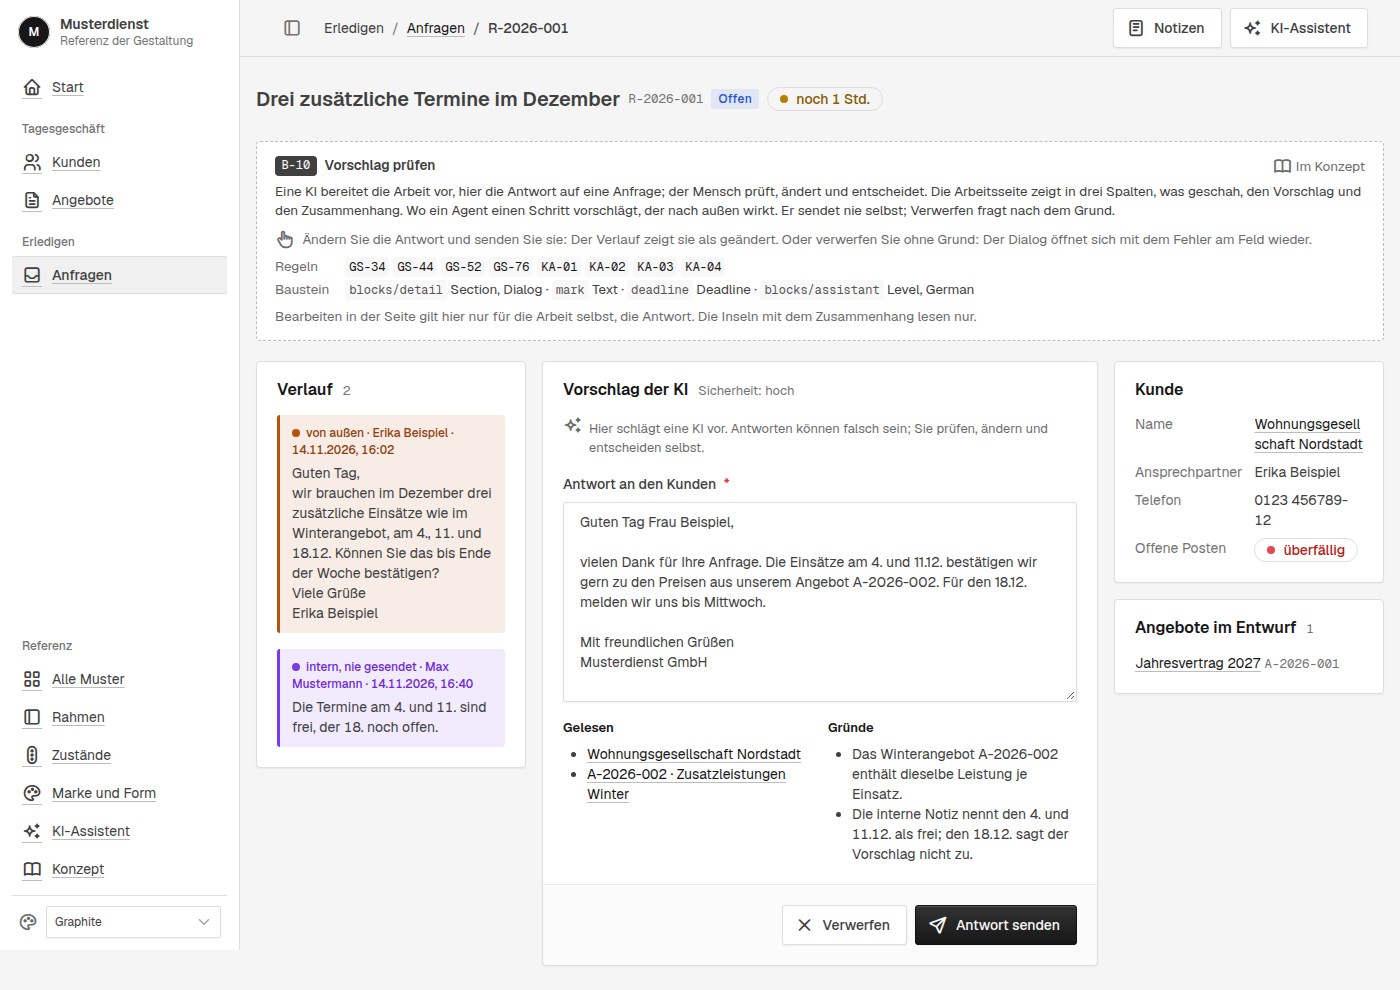 M
Musterdienst
Referenz der Gestaltung
Start
Tagesgeschäft
Kunden
Angebote
Erledigen
Anfragen
Referenz
Alle Muster
Rahmen
Zustände
Marke und Form
KI-Assistent
Konzept
Graphite
Erledigen / Anfragen / R-2026-001
Notizen
KI-Assistent
Drei zusätzliche Termine im Dezember R-2026-001 Offen noch 1 Std.
B-10 Vorschlag prüfen
Im Konzept
Eine KI bereitet die Arbeit vor, hier die Antwort auf eine Anfrage; der Mensch prüft, ändert und entscheidet. Die Arbeitsseite zeigt in drei Spalten, was geschah, den Vorschlag und
den Zusammenhang. Wo ein Agent einen Schritt vorschlägt, der nach außen wirkt. Er sendet nie selbst; Verwerfen fragt nach dem Grund.
Ändern Sie die Antwort und senden Sie sie: Der Verlauf zeigt sie als geändert. Oder verwerfen Sie ohne Grund: Der Dialog öffnet sich mit dem Fehler am Feld wieder.
Regeln GS-34 GS-44 GS-52 GS-76 KA-01 KA-02 KA-03 KA-04
Baustein blocks/detail Section, Dialog · mark Text · deadline Deadline · blocks/assistant Level, German
Bearbeiten in der Seite gilt hier nur für die Arbeit selbst, die Antwort. Die Inseln mit dem Zusammenhang lesen nur.
Verlauf 2
von außen · Erika Beispiel ·
14.11.2026, 16:02
Guten Tag,
wir brauchen im Dezember drei
zusätzliche Einsätze wie im
Winterangebot, am 4., 11. und
18.12. Können Sie das bis Ende
der Woche bestätigen?
Viele Grüße
Erika Beispiel
intern, nie gesendet · Max
Mustermann · 14.11.2026, 16:40
Die Termine am 4. und 11. sind
frei, der 18. noch offen.
Vorschlag der KI Sicherheit: hoch
Hier schlägt eine KI vor. Antworten können falsch sein; Sie prüfen, ändern und
entscheiden selbst.
Antwort an den Kunden *
Guten Tag Frau Beispiel,
vielen Dank für Ihre Anfrage. Die Einsätze am 4. und 11.12. bestätigen wir
gern zu den Preisen aus unserem Angebot A-2026-002. Für den 18.12.
melden wir uns bis Mittwoch.
Mit freundlichen Grüßen
Musterdienst GmbH
Gelesen
Wohnungsgesellschaft Nordstadt
A-2026-002 · Zusatzleistungen
Winter
Gründe
Das Winterangebot A-2026-002
enthält dieselbe Leistung je
Einsatz.
Die interne Notiz nennt den 4. und
11.12. als frei; den 18.12. sagt der
Vorschlag nicht zu.
Verwerfen
Antwort senden
Kunde
Name Wohnungsgesell
schaft Nordstadt
Ansprechpartner Erika Beispiel
Telefon 0123 456789-
12
Offene Posten überfällig
Angebote im Entwurf 1
Jahresvertrag 2027 A-2026-001